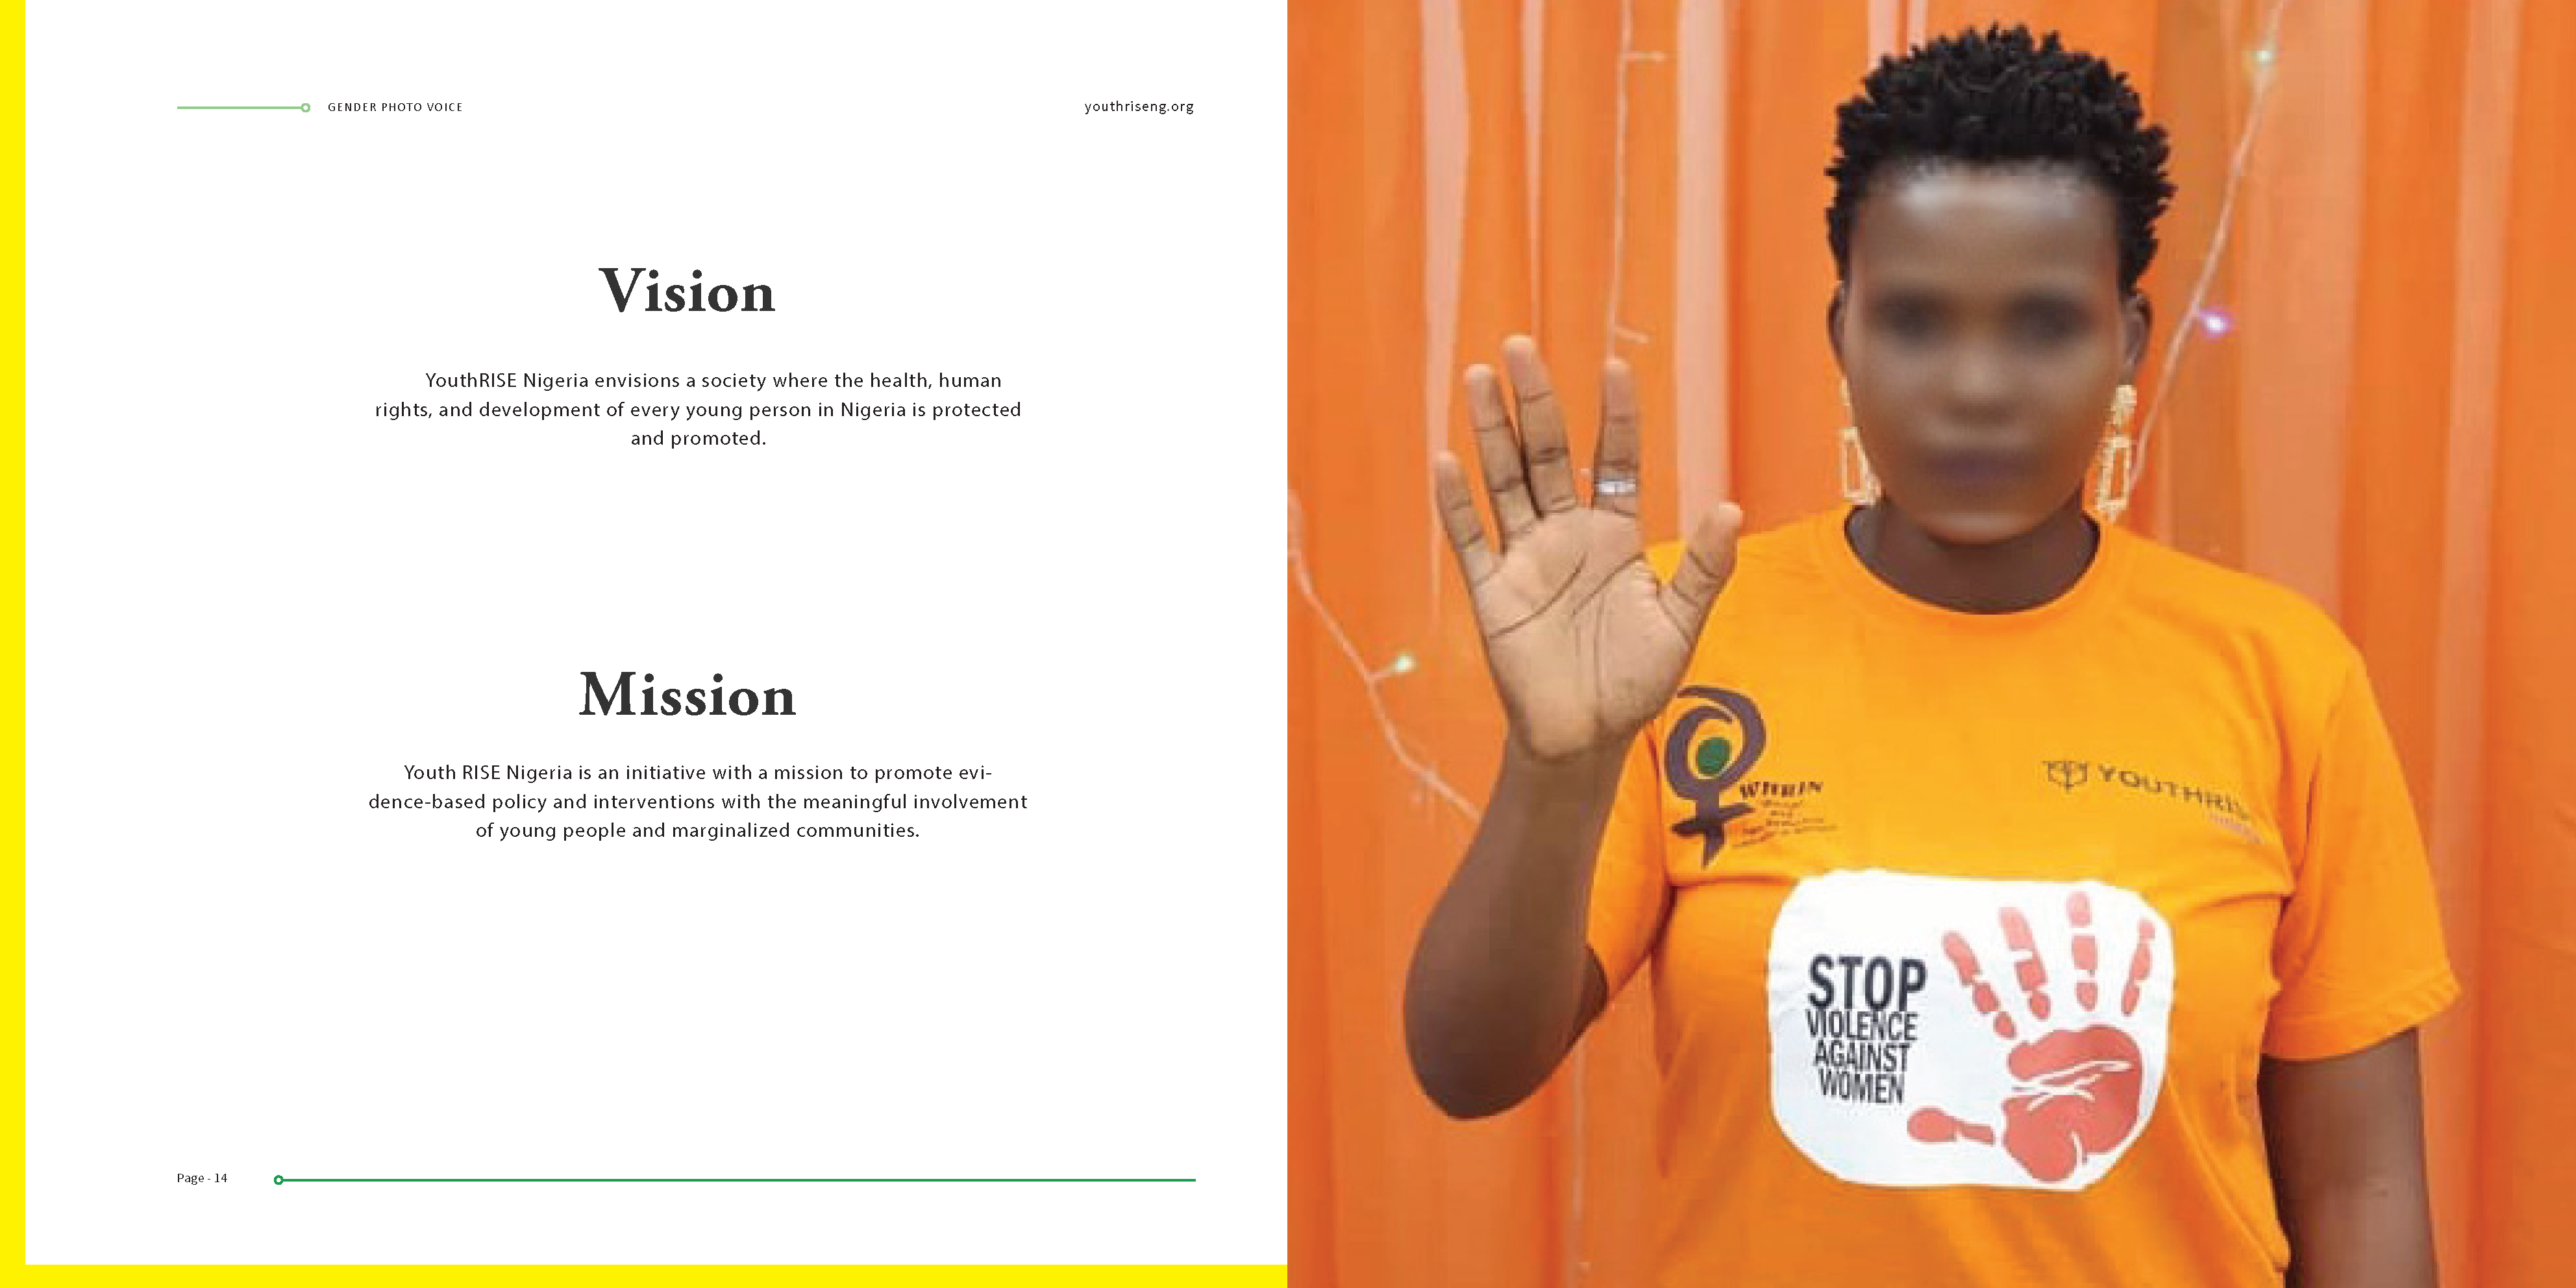 GENDER PHOTO VOICE
youthriseng.org
Vision
YouthRISE Nigeria envisions a society where the health, human
rights, and development of every young person in Nigeria is protected
and promoted.
Mission
Youth RISE Nigeria is an initiative with a mission to promote evi-
dence-based policy and interventions with the meaningful involvement
of young people and marginalized communities.
Page - 14
YOUTHRIS
STOP
VIOLENCE
AGAINST
WOMEN